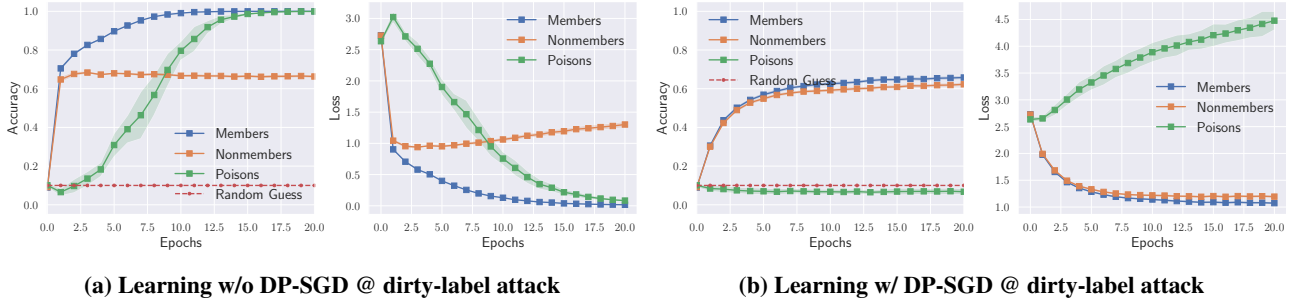 1.0
0.8
0.6
0.4
0.2
0.0
Accuracy
0.0 2.5 5.0 7.5 10.0 12.5 15.0 17.5 20.0
Epochs
Members
Nonmembers
Poisons
Random Guess
3.0
2.5
2.0
1.5
1.0
0.5
0.0
Loss
0.0 2.5 5.0 7.5 10.0 12.5 15.0 17.5 20.0
Epochs
Members
Nonmembers
Poisons
(a) Learning w/o DP-SGD @ dirty-label attack
1.0
0.8
0.6
0.4
0.2
0.0
Accuracy
0.0 2.5 5.0 7.5 10.0 12.5 15.0 17.5 20.0
Epochs
Members
Nonmembers
Poisons
Random Guess
4.5
4.0
3.5
3.0
2.5
2.0
1.5
1.0
Loss
0.0 2.5 5.0 7.5 10.0 12.5 15.0 17.5 20.0
Epochs
Members
Nonmembers
Poisons
(b) Learning w/ DP-SGD @ dirty-label attack